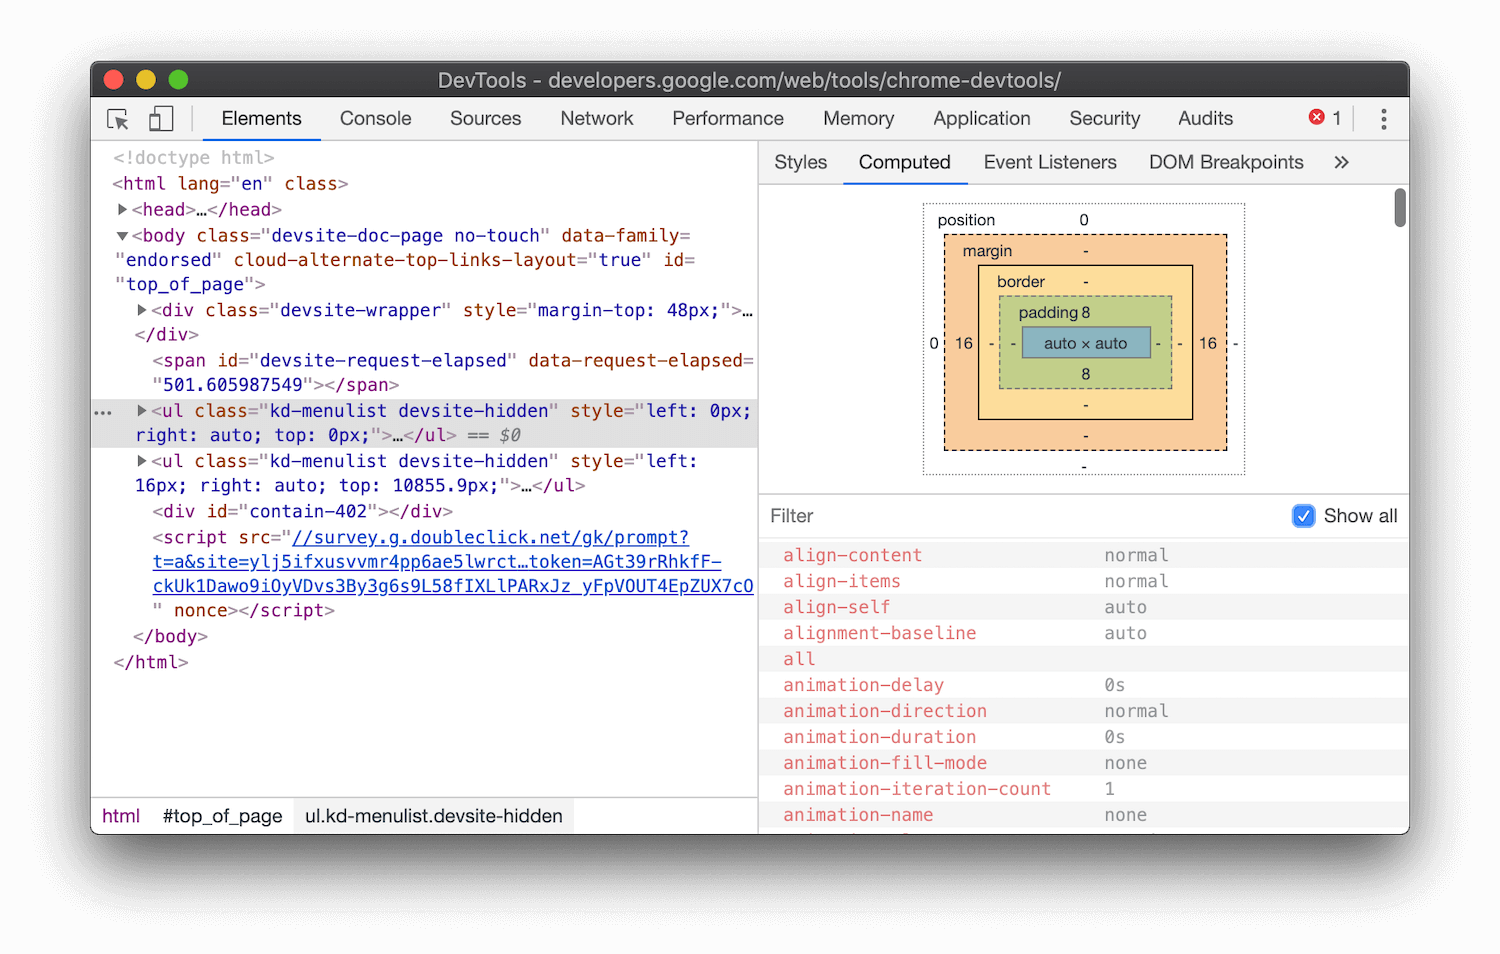 DevTools - developers.google.com/web/tools/chrome-devtools/
Elements Console Sources Network Performance Memory Application Security Audits 1
<!doctype html>
<html lang="en" class>
<head>…</head>
<body class="devsite-doc-page no-touch" data-family=
"endorsed" cloud-alternate-top-links-layout="true" id=
"top_of_page">
<div class="devsite-wrapper" style="margin-top: 48px;">…
</div>
<span id="devsite-request-elapsed" data-request-elapsed=
"501.605987549"></span>
… <ul class="kd-menulist devsite-hidden" style="left: 0px;
right: auto; top: 0px;">…</ul> == $0
<ul class="kd-menulist devsite-hidden" style="left:
16px; right: auto; top: 10855.9px;">…</ul>
<div id="contain-402"></div>
<script src="//survey.g.doubleclick.net/gk/prompt?
t=a&site=ylj5ifxusvvmr4pp6ae5lwrct…token=AGt39rRhkfF-
ckUk1Dawo9iOyVDvs3By3g6s9L58fIXLlPARxJz_yFpVOUT4EpZUX7cO
" nonce></script>
</body>
</html>
html #top_of_page ul.kd-menulist.devsite-hidden
Styles Computed Event Listeners DOM Breakpoints »
position 0
margin -
border -
padding 8
0 16 - - auto × auto - - 16 -
8
-
-
-
Filter Show all
align-content normal
align-items normal
align-self auto
alignment-baseline auto
all
animation-delay 0s
animation-direction normal
animation-duration 0s
animation-fill-mode none
animation-iteration-count 1
animation-name none